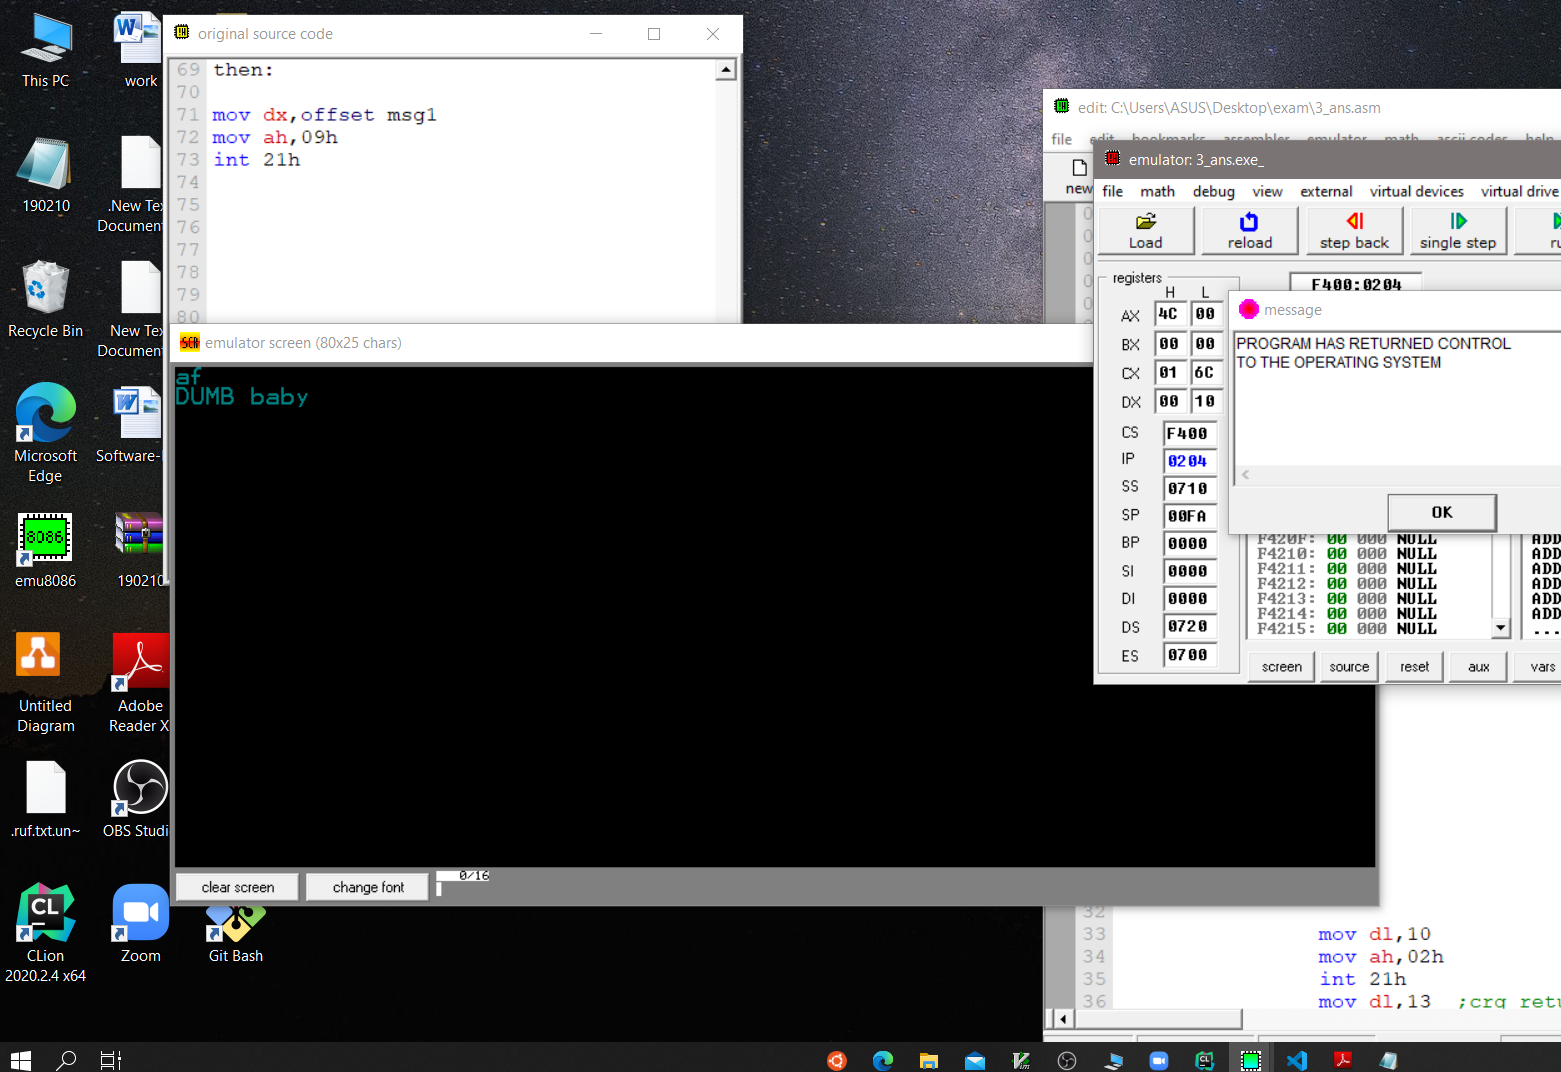 This PC
work
190210
.New Tex
Documen
Recycle Bin
New Tex
Documen
Microsoft
Edge
Software-
8086
emu8086
190210
Untitled
Diagram
Adobe
Reader X
.ruf.txt.un~
OBS Studi
CL
CLion
2020.2.4 x64
Zoom
Git Bash
original source code
69 then:
70
71 mov dx,offset msg1
72 mov ah,09h
73 int 21h
74
75
76
77
78
79
80
SCR emulator screen (80x25 chars)
af
DUMB baby
clear screen
change font
0/16
edit: C:\Users\ASUS\Desktop\exam\3_ans.asm
file edit bookmarks assembler emulator math ascii codes help
new
emulator: 3_ans.exe_
file math debug view external virtual devices virtual drive
Load reload step back single step ru
registers
H L
F400:0204
AX 4C 00
BX 00 00
CX 01 6C
DX 00 10
CS F400
IP 0204
SS 0710
SP 00FA
BP 0000
SI 0000
DI 0000
DS 0720
ES 0700
message
PROGRAM HAS RETURNED CONTROL
TO THE OPERATING SYSTEM
OK
F420F: 00 000 NULL ADD
F4210: 00 000 NULL ADD
F4211: 00 000 NULL ADD
F4212: 00 000 NULL ADD
F4213: 00 000 NULL ADD
F4214: 00 000 NULL ADD
F4215: 00 000 NULL ...
screen source reset aux vars
32
33 mov dl,10
34 mov ah,02h
35 int 21h
36 mov dl,13 ;crg retu